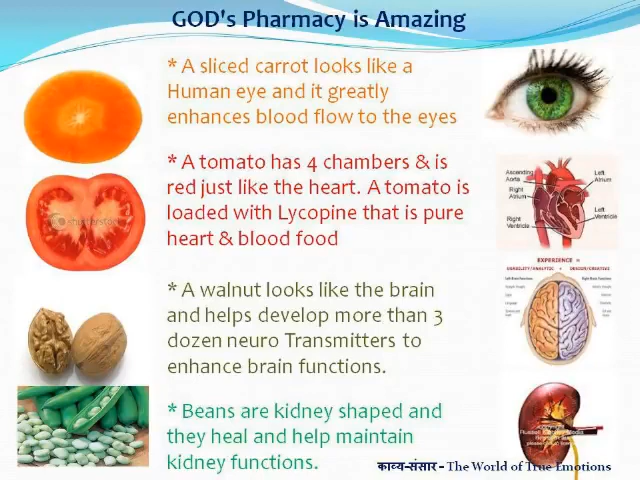 GOD's Pharmacy is Amazing
* A sliced carrot looks like a
Human eye and it greatly
enhances blood flow to the eyes
* A tomato has 4 chambers & is
red just like the heart. A tomato is
loaded with Lycopine that is pure
heart & blood food
shutterstock
Ascending
Aorta
Left
Atrium
Right
Atrium
Left
Ventricle
Right
Ventricle
EXPERIENCE =
* A walnut looks like the brain
and helps develop more than 3
dozen neuro Transmitters to
enhance brain functions.
* Beans are kidney shaped and
they heal and help maintain
kidney functions.
काव्य-संसार - The World of True Emotions